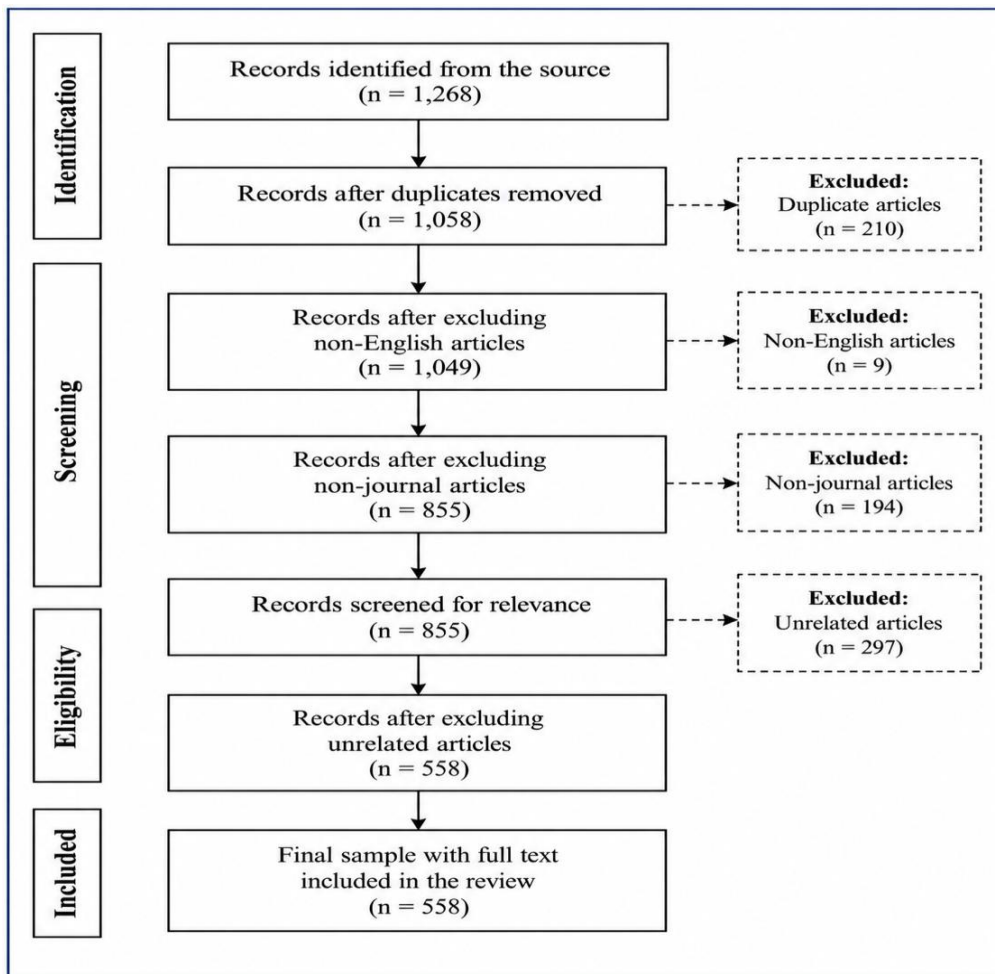 Identification
Records identified from the source
(n = 1,268)
Records after duplicates removed
(n = 1,058)
Excluded:
Duplicate articles
(n = 210)
Screening
Records after excluding
non-English articles
(n = 1,049)
Excluded:
Non-English articles
(n = 9)
Records after excluding
non-journal articles
(n = 855)
Excluded:
Non-journal articles
(n = 194)
Records screened for relevance
(n = 855)
Excluded:
Unrelated articles
(n = 297)
Eligibility
Records after excluding
unrelated articles
(n = 558)
Included
Final sample with full text
included in the review
(n = 558)